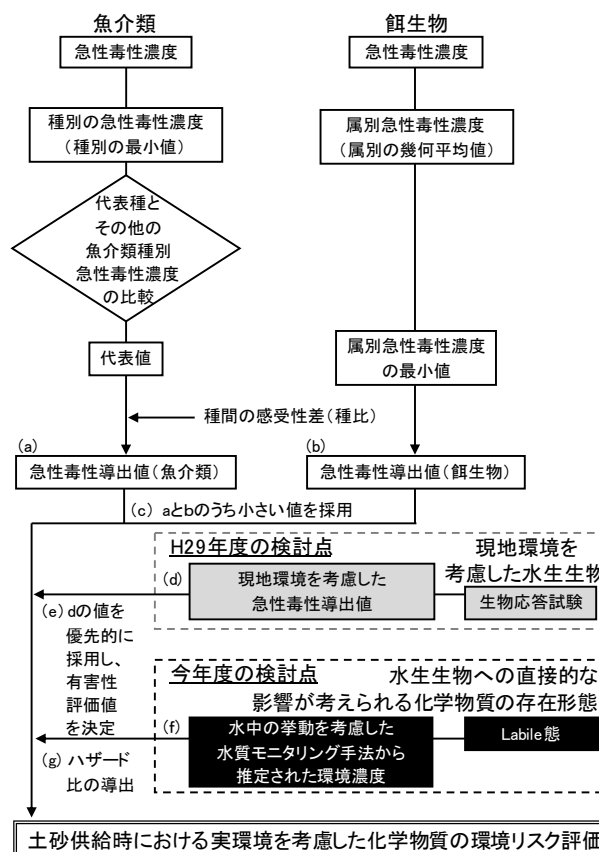 魚介類
餌生物
急性毒性濃度
急性毒性濃度
種別の急性毒性濃度
(種別の最小値)
属別急性毒性濃度
(属別の幾何平均値)
代表種と
その他の
魚介類種別
急性毒性濃度
の比較
代表値
属別急性毒性濃度
の最小値
種間の感受性差(種比)
(a)
急性毒性導出値(魚介類)
(b)
急性毒性導出値(餌生物)
(c) aとbのうち小さい値を採用
H29年度の検討点
現地環境を
考慮した水生生物
(d)
現地環境を考慮した
急性毒性導出値
生物応答試験
(e) dの値を
優先的に
採用し、
有害性
評価値
を決定
今年度の検討点
水生生物への直接的な
影響が考えられる化学物質の存在形態
(f)
水中の挙動を考慮した
水質モニタリング手法から
推定された環境濃度
Labile態
(g) ハザード
比の導出
土砂供給時における実環境を考慮した化学物質の環境リスク評価